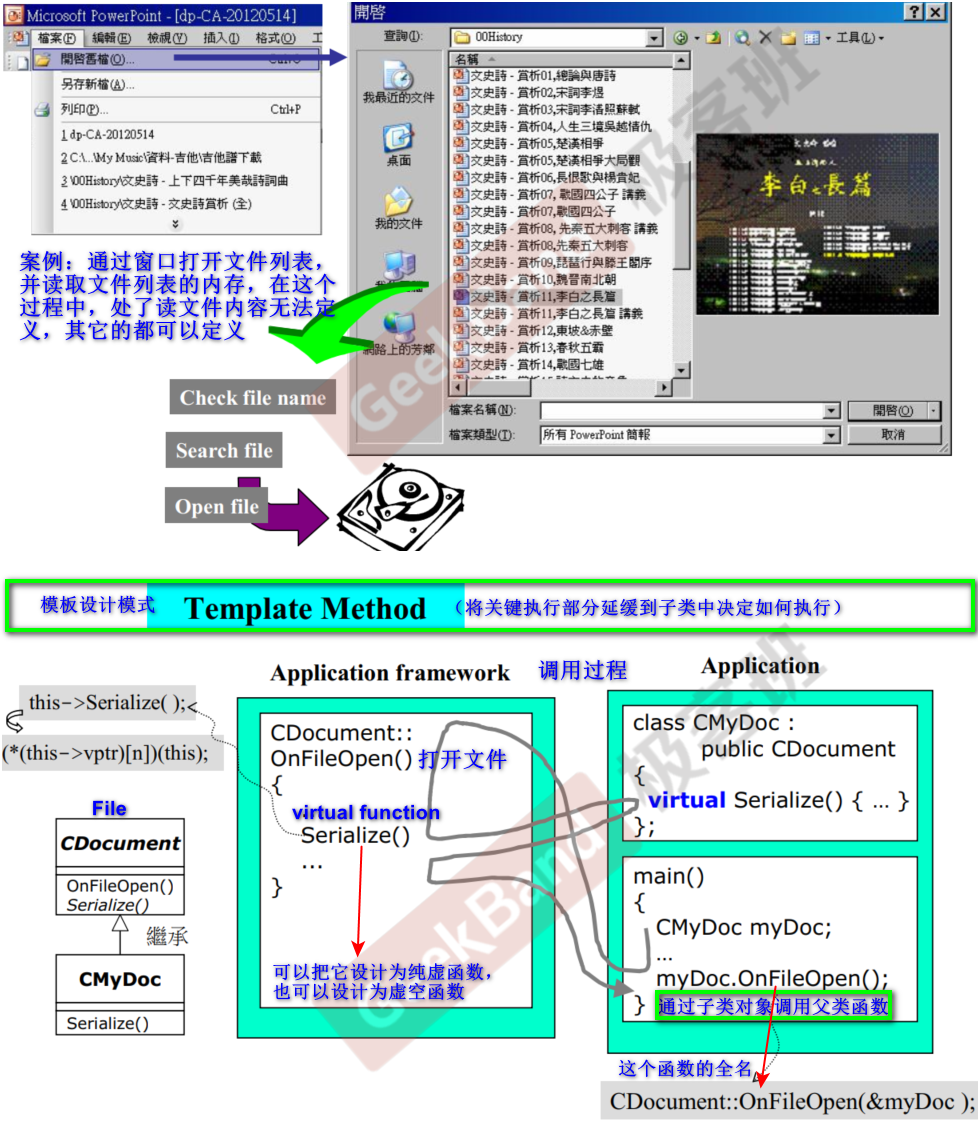 Microsoft PowerPoint - [dp-CA-20120514]
檔案(F) 編輯(E) 檢視(V) 插入(I) 格式(O) 工
開啓舊檔(O)...
另存新檔(A)...
列印(P)... Ctrl+P
1 dp-CA-20120514
2 C:\...\My Music\資料-吉他\吉他譜下載
3 \00History\文史詩 - 上下四千年美哉詩詞曲
4 \00History\文史詩 - 文史詩賞析 (全)
案例：通过窗口打开文件列表，
并读取文件列表的内存，在这个
过程中，处了读文件内容无法定
义，其它的都可以定义
開啓
查詢(I): 00History 工具(L)
我最近的文件
桌面
我的文件
網路上的芳鄰
名稱
文史詩 - 賞析01,總論與唐詩
文史詩 - 賞析02,宋詞李煜
文史詩 - 賞析03,宋詞李清照蘇軾
文史詩 - 賞析04,人生三境吳越情仇
文史詩 - 賞析05,楚漢相爭
文史詩 - 賞析05,楚漢相爭大局觀
文史詩 - 賞析06,長恨歌與楊貴妃
文史詩 - 賞析07, 戰國四公子 講義
文史詩 - 賞析07,戰國四公子
文史詩 - 賞析08, 先秦五大刺客 講義
文史詩 - 賞析08,先秦五大刺客
文史詩 - 賞析09,琵琶行與滕王閣序
文史詩 - 賞析10,魏晉南北朝
文史詩 - 賞析11,李白之長篇
文史詩 - 賞析11,李白之長篇 講義
文史詩 - 賞析12,東坡&赤壁
文史詩 - 賞析13,春秋五霸
文史詩 - 賞析14,戰國七雄
李白之長篇
檔案名稱(N): 開啓(O)
檔案類型(T): 所有 PowerPoint 簡報 取消
Check file name
Search file
Open file
模板设计模式 Template Method （将关键执行部分延缓到子类中决定如何执行）
Application framework 调用过程 Application
this->Serialize( );
(*(this->vptr)[n])(this);
File
CDocument
OnFileOpen()
Serialize()
繼承
CMyDoc
Serialize()
CDocument::
OnFileOpen() 打开文件
{
virtual function
Serialize()
...
}
可以把它设计为纯虚函数，
也可以设计为虚空函数
class CMyDoc :
public CDocument
{
virtual Serialize() { … }
};
main()
{
CMyDoc myDoc;
…
myDoc.OnFileOpen();
} 通过子类对象调用父类函数
这个函数的全名
CDocument::OnFileOpen(&myDoc );
GeekBand 极客班